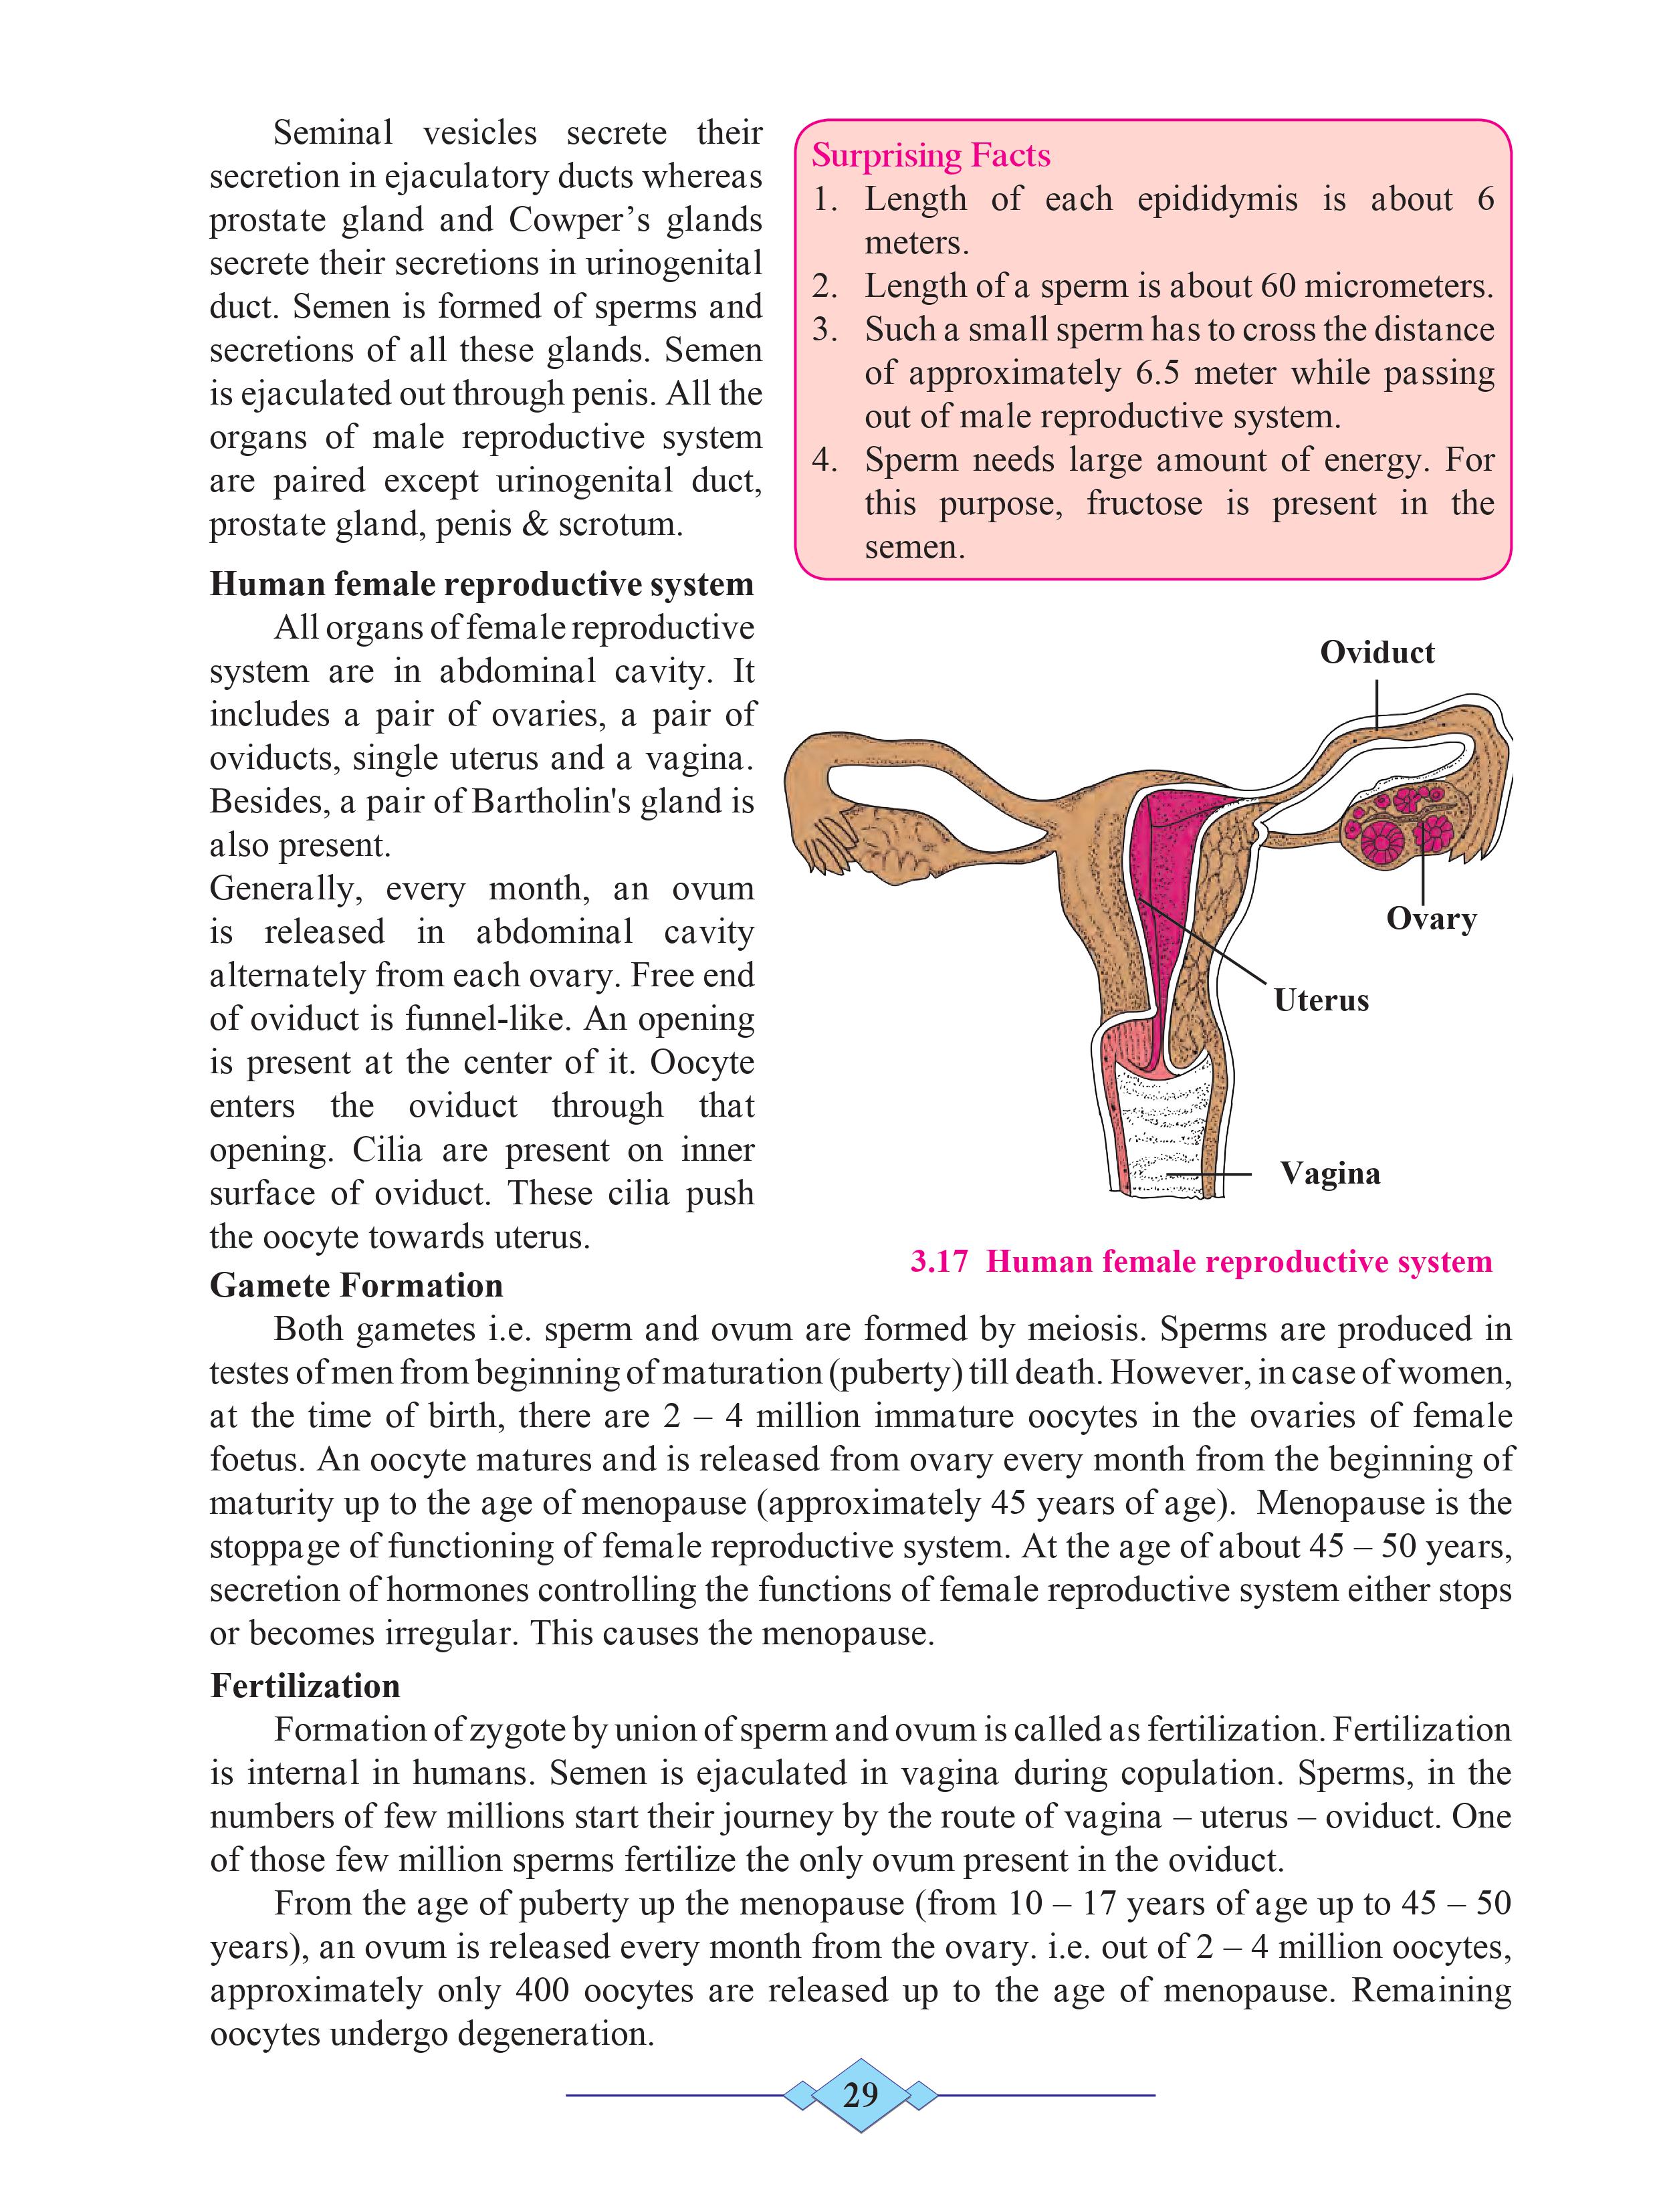 Seminal vesicles secrete their
secretion in ejaculatory ducts whereas
prostate gland and Cowper’s glands
secrete their secretions in urinogenital
duct. Semen is formed of sperms and
secretions of all these glands. Semen
is ejaculated out through penis. All the
organs of male reproductive system
are paired except urinogenital duct,
prostate gland, penis & scrotum.
Surprising Facts
1. Length of each epididymis is about 6
meters.
2. Length of a sperm is about 60 micrometers.
3. Such a small sperm has to cross the distance
of approximately 6.5 meter while passing
out of male reproductive system.
4. Sperm needs large amount of energy. For
this purpose, fructose is present in the
semen.
Human female reproductive system
All organs of female reproductive
system are in abdominal cavity. It
includes a pair of ovaries, a pair of
oviducts, single uterus and a vagina.
Besides, a pair of Bartholin's gland is
also present.
Generally, every month, an ovum
is released in abdominal cavity
alternately from each ovary. Free end
of oviduct is funnel-like. An opening
is present at the center of it. Oocyte
enters the oviduct through that
opening. Cilia are present on inner
surface of oviduct. These cilia push
the oocyte towards uterus.
Oviduct
Ovary
Uterus
Vagina
3.17 Human female reproductive system
Gamete Formation
Both gametes i.e. sperm and ovum are formed by meiosis. Sperms are produced in
testes of men from beginning of maturation (puberty) till death. However, in case of women,
at the time of birth, there are 2 – 4 million immature oocytes in the ovaries of female
foetus. An oocyte matures and is released from ovary every month from the beginning of
maturity up to the age of menopause (approximately 45 years of age). Menopause is the
stoppage of functioning of female reproductive system. At the age of about 45 – 50 years,
secretion of hormones controlling the functions of female reproductive system either stops
or becomes irregular. This causes the menopause.
Fertilization
Formation of zygote by union of sperm and ovum is called as fertilization. Fertilization
is internal in humans. Semen is ejaculated in vagina during copulation. Sperms, in the
numbers of few millions start their journey by the route of vagina – uterus – oviduct. One
of those few million sperms fertilize the only ovum present in the oviduct.
From the age of puberty up the menopause (from 10 – 17 years of age up to 45 – 50
years), an ovum is released every month from the ovary. i.e. out of 2 – 4 million oocytes,
approximately only 400 oocytes are released up to the age of menopause. Remaining
oocytes undergo degeneration.
29